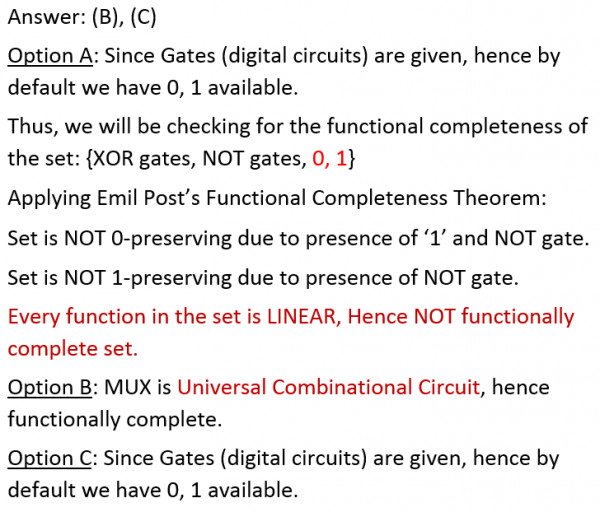 Answer: (B), (C)
Option A: Since Gates (digital circuits) are given, hence by
default we have 0, 1 available.
Thus, we will be checking for the functional completeness of
the set: {XOR gates, NOT gates, 0, 1}
Applying Emil Post’s Functional Completeness Theorem:
Set is NOT 0-preserving due to presence of ‘1’ and NOT gate.
Set is NOT 1-preserving due to presence of NOT gate.
Every function in the set is LINEAR, Hence NOT functionally
complete set.
Option B: MUX is Universal Combinational Circuit, hence
functionally complete.
Option C: Since Gates (digital circuits) are given, hence by
default we have 0, 1 available.